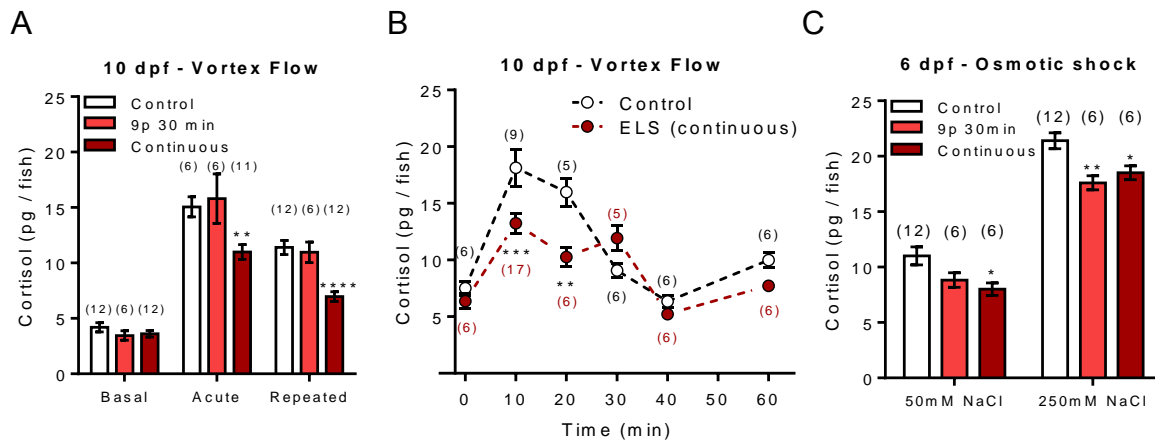 A
10 dpf - Vortex Flow
Control
9p 30 min
Continuous
Cortisol (pg / fish)
25
20
15
10
5
0
(12) (6) (12)
(6) (6) (11)
**
(12) (6) (12)
****
Basal Acute Repeated
B
10 dpf - Vortex Flow
Control
ELS (continuous)
Cortisol (pg / fish)
25
20
15
10
5
(6)
(9)
(5)
(5)
(6)
(6)
(6)
***
(17)
**
(6)
(6)
(6)
(6)
0 10 20 30 40 50 60
Time (min)
C
6 dpf - Osmotic shock
Control
9p 30min
Continuous
Cortisol (pg / fish)
25
20
15
10
5
0
(12) (6) (6)
*
(12) (6) (6)
** *
50mM NaCl 250mM NaCl